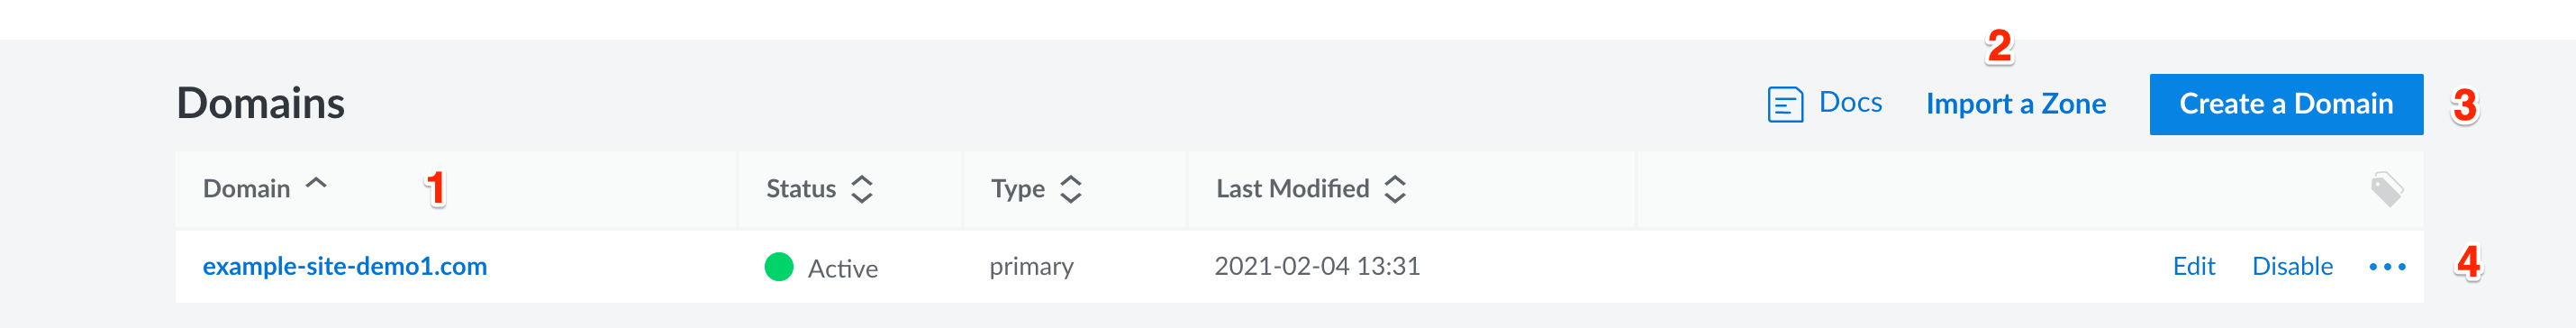 2
Domains Docs Import a Zone Create a Domain 3
Domain 1 Status Type Last Modified
example-site-demo1.com Active primary 2021-02-04 13:31 Edit Disable ••• 4